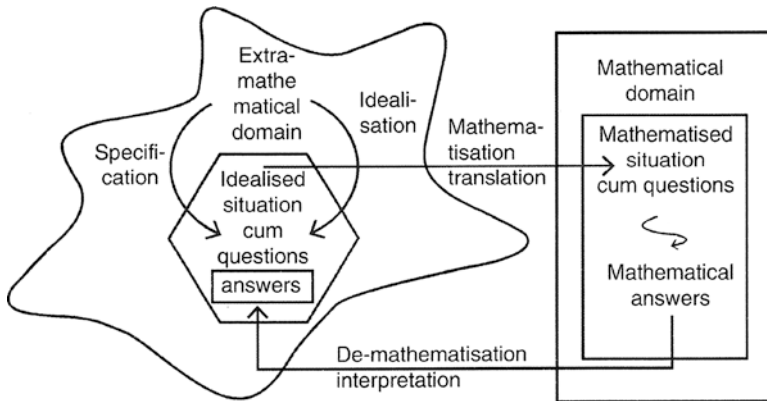 Extra-
mathe
matical
domain
Ideali-
sation
Specifi-
cation
Idealised
situation
cum
questions
answers
Mathema-
tisation
translation
Mathematical
domain
Mathematised
situation
cum questions
Mathematical
answers
De-mathematisation
interpretation